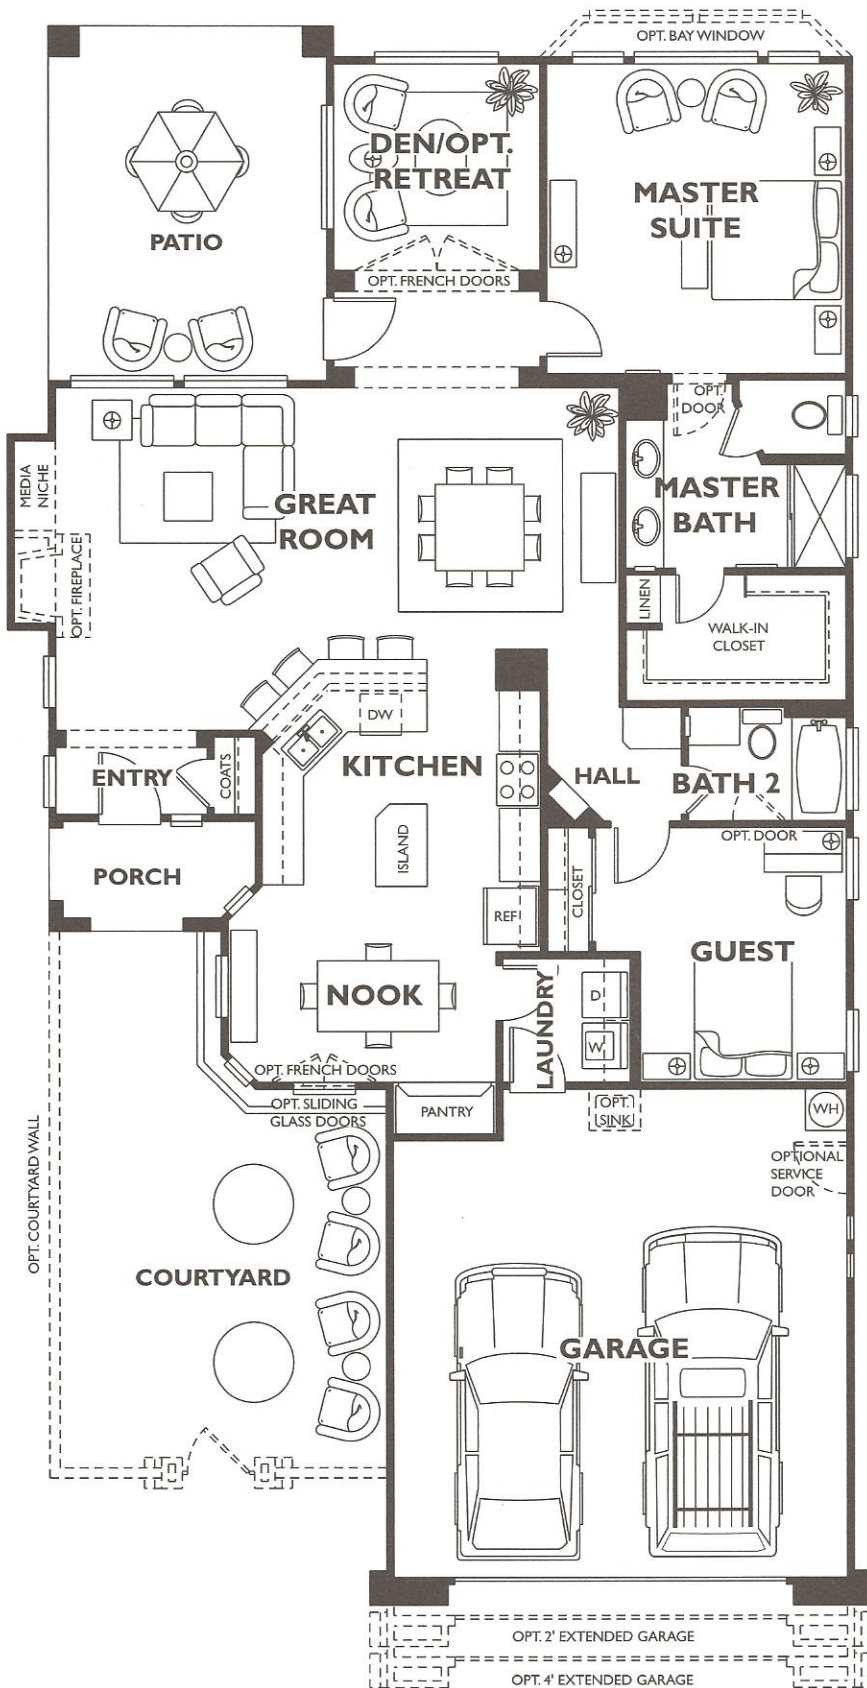 OPT. BAY WINDOW
DEN/OPT.
RETREAT
MASTER
SUITE
PATIO
OPT. FRENCH DOORS
OPT.
DOOR
MEDIA
NICHE
GREAT
ROOM
MASTER
BATH
OPT. FIREPLACE
LINEN
WALK-IN
CLOSET
DW
ENTRY
COATS
KITCHEN
HALL
BATH 2
OPT. DOOR
PORCH
ISLAND
CLOSET
REF
GUEST
NOOK
LAUNDRY
D
W
OPT. FRENCH DOORS
OPT. SLIDING
GLASS DOORS
PANTRY
OPT.
SINK
WH
OPTIONAL
SERVICE
DOOR
OPT. COURTYARD WALL
COURTYARD
GARAGE
OPT. 2' EXTENDED GARAGE
OPT. 4' EXTENDED GARAGE